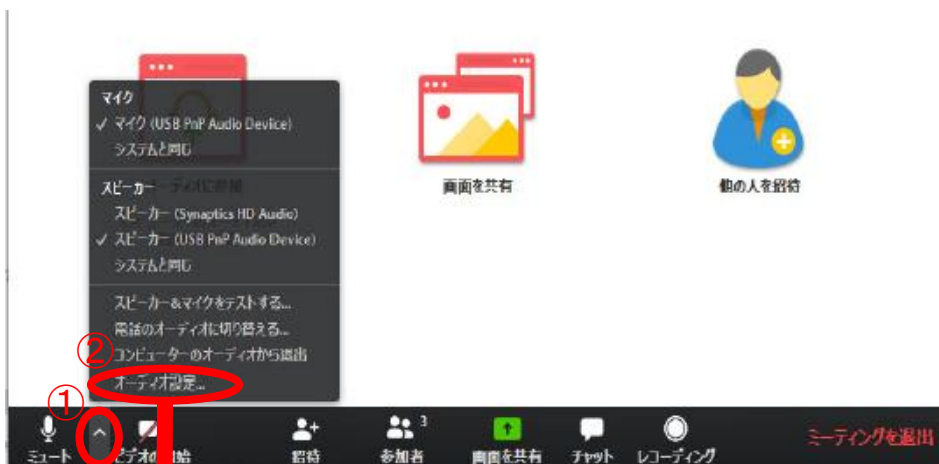 マイク
✓ マイク (USB PnP Audio Device)
システムと同じ
スピーカー
スピーカー (Synaptics HD Audio)
✓ スピーカー (USB PnP Audio Device)
システムと同じ
スピーカー&マイクをテストする...
電話のオーディオに切り替える...
コンピューターのオーディオから退出
オーディオ設定...
②
①
画面を共有
他の人を招待
ミュート
ビデオの 始
招待
参加者 3
画面を共有
チャット
レコーディング
ミーティングを退出